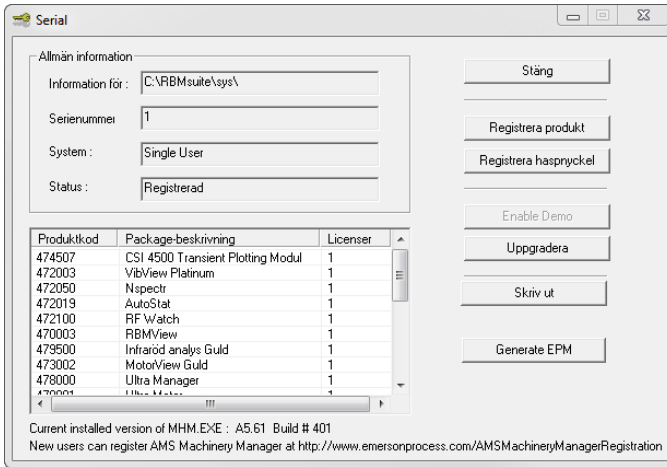 Serial
Allmän information
Information för : C:\RBMsuite\sys\
Serienummer 1
System : Single User
Status : Registrerad
Stäng
Registrera produkt
Registrera haspnyckel
Enable Demo
Uppgradera
Skriv ut
Generate EPM
Produktkod Package-beskrivning Licenser
474507 CSI 4500 Transient Plotting Modul 1
472003 VibView Platinum 1
472050 Nspectr 1
472019 AutoStat 1
472100 RF Watch 1
470003 RBMView 1
479500 Infraröd analys Guld 1
473002 MotorView Guld 1
478000 Ultra Manager 1
Current installed version of MHM.EXE : A5.61 Build # 401
New users can register AMS Machinery Manager at http://www.emersonprocess.com/AMSMachineryManagerRegistration